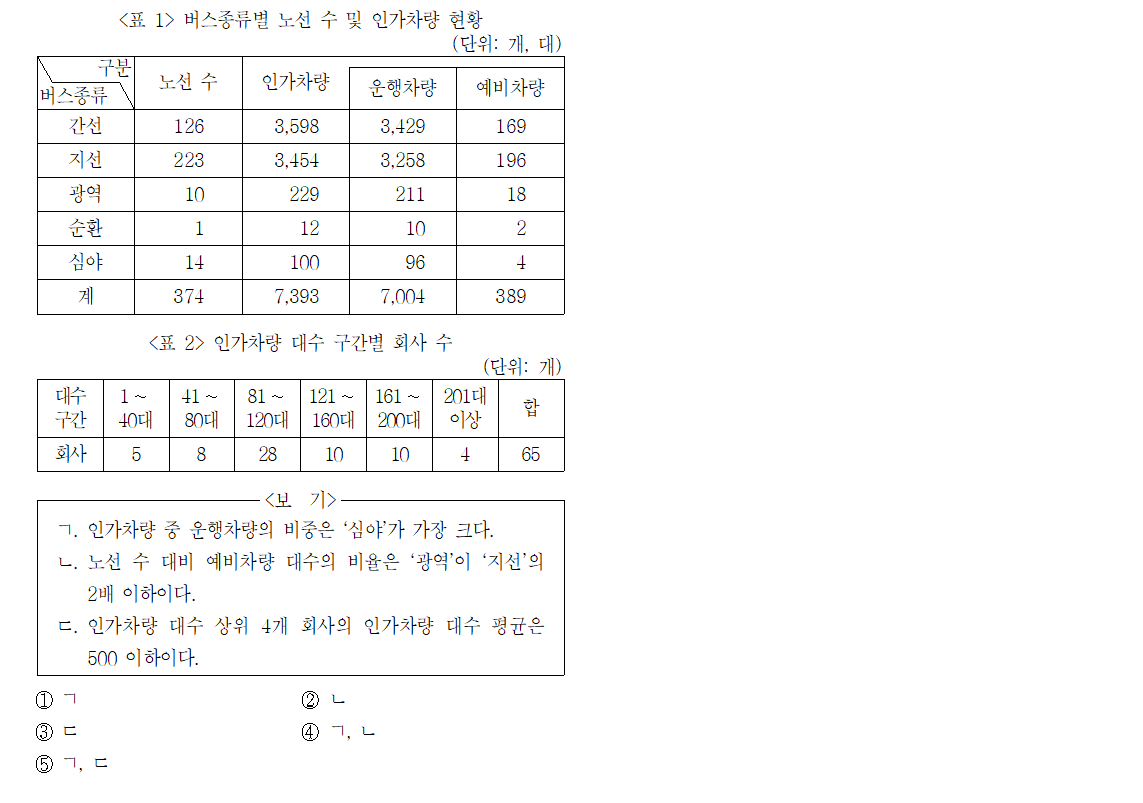 <표 1> 버스종류별 노선 수 및 인가차량 현황
(단위: 개, 대)
구분
버스종류
노선 수 인가차량 운행차량 예비차량
간선 126 3,598 3,429 169
지선 223 3,454 3,258 196
광역 10 229 211 18
순환 1 12 10 2
심야 14 100 96 4
계 374 7,393 7,004 389
<표 2> 인가차량 대수 구간별 회사 수
(단위: 개)
대수 1~ 41~ 81~ 121~ 161~ 201대 합
구간 40대 80대 120대 160대 200대 이상
회사 5 8 28 10 10 4 65
<보 기>
ㄱ. 인가차량 중 운행차량의 비중은 ‘심야’가 가장 크다.
ㄴ. 노선 수 대비 예비차량 대수의 비율은 ‘광역’이 ‘지선’의
2배 이하이다.
ㄷ. 인가차량 대수 상위 4개 회사의 인가차량 대수 평균은
500 이하이다.
① ㄱ ② ㄴ
③ ㄷ ④ ㄱ, ㄴ
⑤ ㄱ, ㄷ